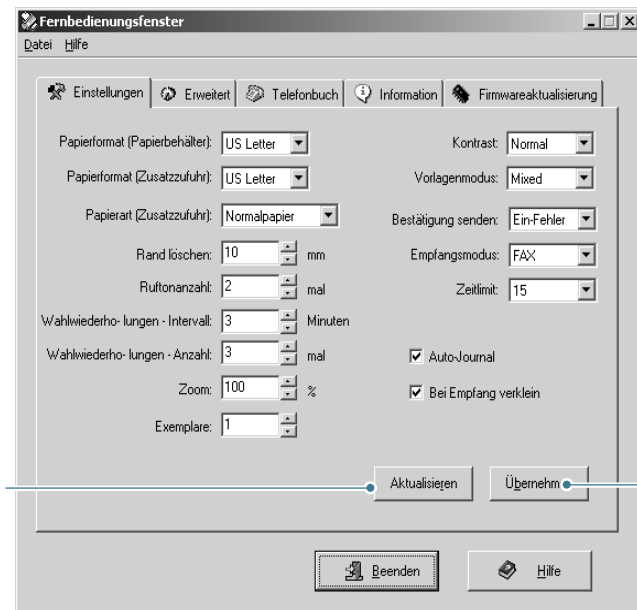 Fernbedienungsfenster
Datei Hilfe
Einstellungen Erweitert Telefonbuch Information Firmwareaktualisierung
Papierformat (Papierbehälter): US Letter Kontrast: Normal
Papierformat (Zusatzzufuhr): US Letter Vorlagenmodus: Mixed
Papierart (Zusatzzufuhr): Normalpapier Bestätigung senden: Ein-Fehler
Rand löschen: 10 mm Empfangsmodus: FAX
Ruftonanzahl: 2 mal Zeitlimit: 15
Wahlwiederho- lungen - Intervall: 3 Minuten
Wahlwiederho- lungen - Anzahl: 3 mal Auto-Journal
Zoom: 100 % Bei Empfang verklein
Exemplare: 1
Aktualisieren Übernehm
Beenden Hilfe